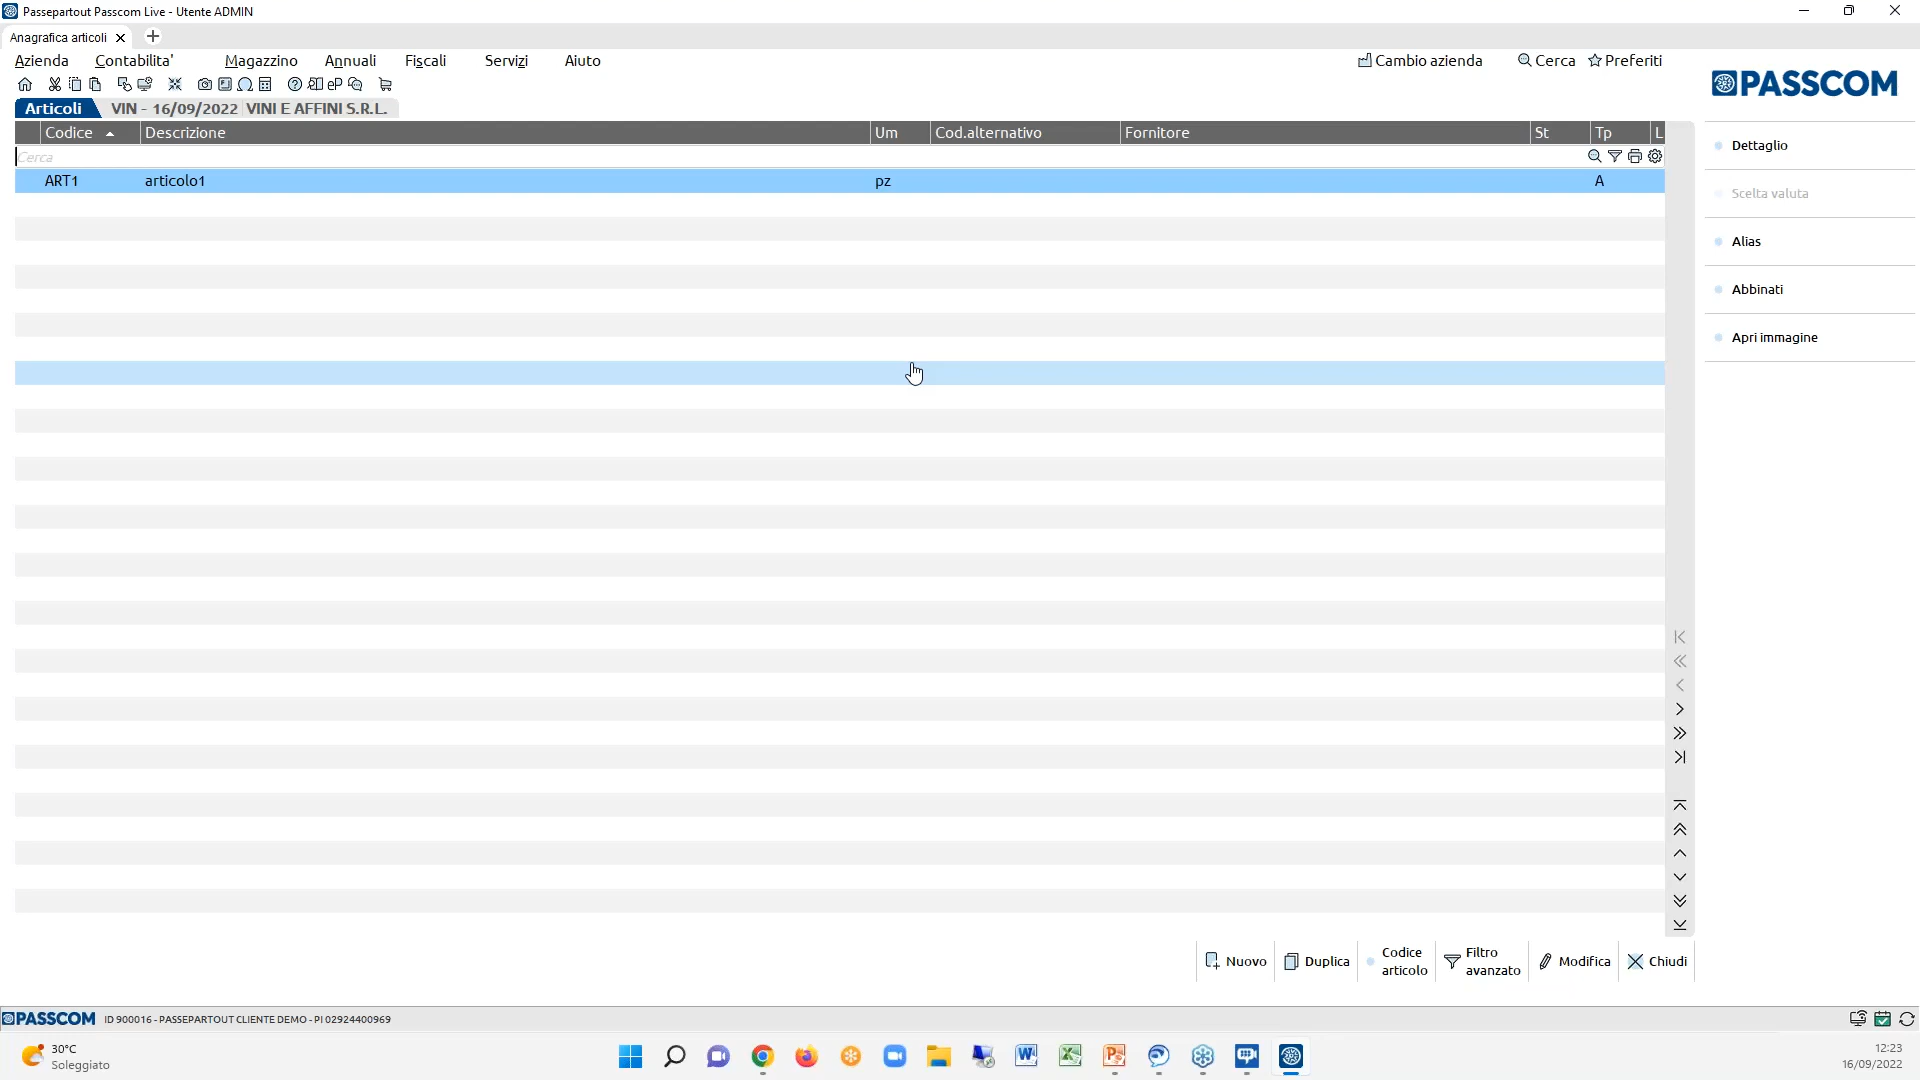 Passepartout Passcom Live - Utente ADMIN
Anagrafica articoli
Azienda Contabilita' Magazzino Annuali Fiscali Servizi Aiuto Cambio azienda Cerca Preferiti
PASSCOM
Articoli VIN - 16/09/2022 VINI E AFFINI S.R.L.
Codice Descrizione Um Cod.alternativo Fornitore St Tp L
Cerca
ART1 articolo1 pz A
Dettaglio
Scelta valuta
Alias
Abbinati
Apri immagine
Nuovo Duplica Codice articolo Filtro avanzato Modifica Chiudi
PASSCOM ID 900016 - PASSEPARTOUT CLIENTE DEMO - PI 02924400969
30°C
Soleggiato
12:23
16/09/2022